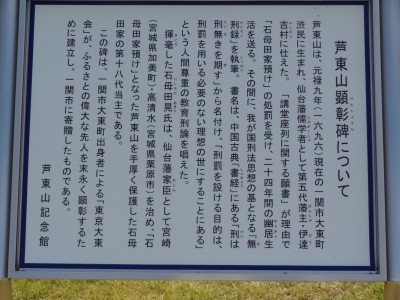 芦東山顕彰碑について
芦東山は、元禄九年(一六九六)現在の一関市大東町
渋民に生まれ、仙台藩儒学者として第五代藩主・伊達
吉村に仕えた。「講堂座列に関する願書」が理由で
「石母田家預け」の処罰を受け、二十四年間の幽居生
活を送る。その間に、我が国刑法思想の基となる『無
刑録』を執筆。書名は、中国古典『書経』にある「刑は
刑無きを期す」から名付け、「刑罰を設ける目的は、
刑罰を用いる必要のない理想の世にすることにある」
という人間尊重の教育刑論を唱えた。
揮毫した石母田晃氏は、仙台藩家臣として宮崎
(宮城県加美町)・高清水(宮城県栗原市)を治め、「石
母田家預け」となった芦東山を手厚く保護した石母
田家の第十八代当主である。
この碑は、一関市大東町出身者による「東京大東
会」が、ふるさとの偉大な先人を末永く顕彰するた
めに建立し、一関市に寄贈したものである。
芦東山記念館